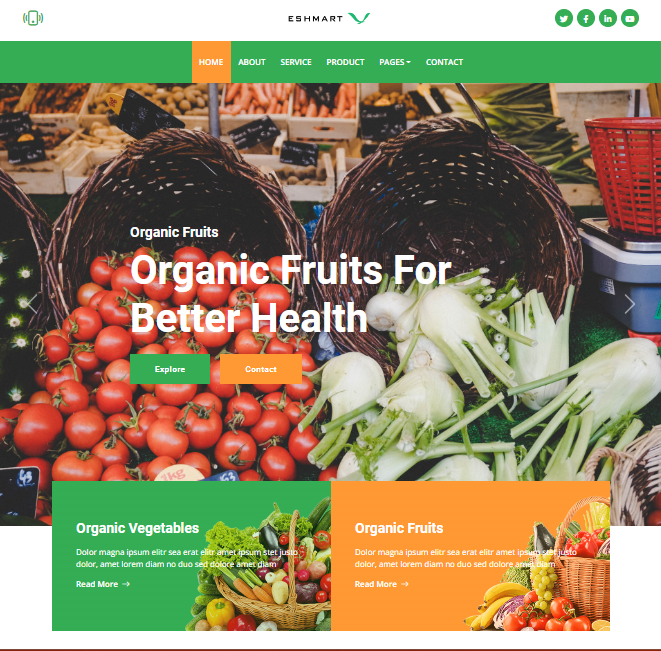 ESHMART
HOME ABOUT SERVICE PRODUCT PAGES CONTACT
Organic Fruits
Organic Fruits For
Better Health
Explore Contact
1kg
Organic Vegetables
Dolor magna ipsum elitr sea erat elitr amet ipsum stet justo
dolor, amet lorem diam no duo sed dolore amet diam
Read More
Organic Fruits
Dolor magna ipsum elitr sea erat elitr amet ipsum stet justo
dolor, amet lorem diam no duo sed dolore amet diam
Read More